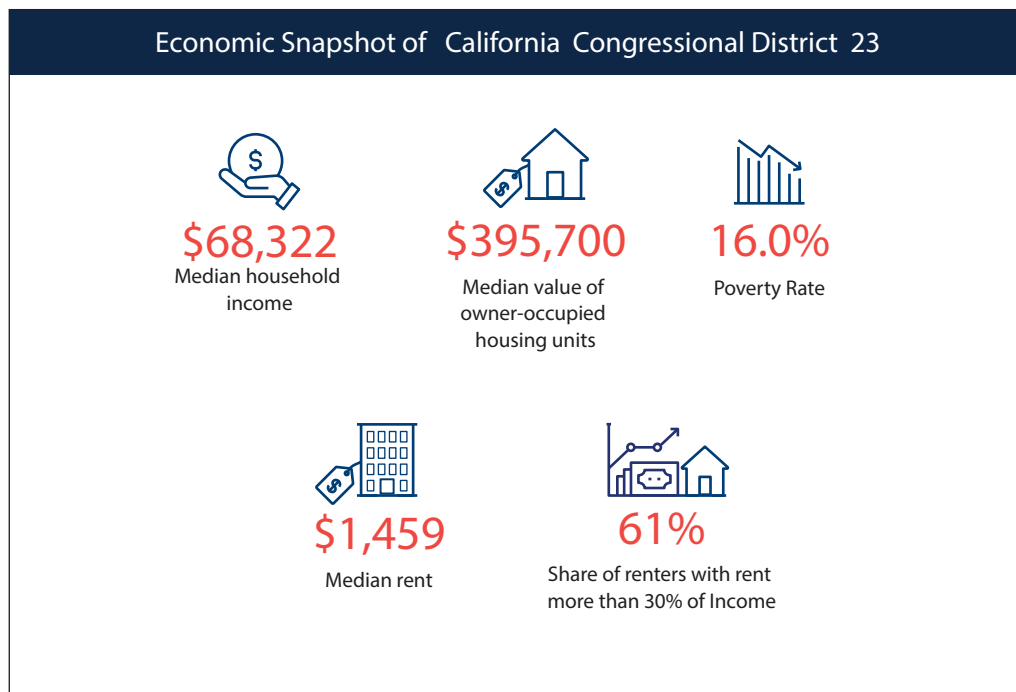 Economic Snapshot of California Congressional District 23
$
$
$68,322
Median household
income
$395,700
Median value of
owner-occupied
housing units
16.0%
Poverty Rate
$
$1,459
Median rent
61%
Share of renters with rent
more than 30% of Income